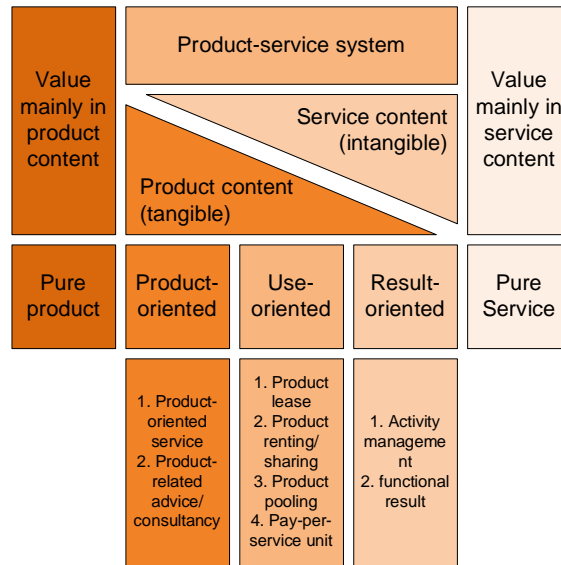 Product-service system
Value
mainly in
product
content
Value
mainly in
service
content
Service content
(intangible)
Product content
(tangible)
Pure
product
Product-
oriented
Use-
oriented
Result-
oriented
Pure
Service
1. Product-
oriented
service
2. Product-
related
advice/
consultancy
1. Product
lease
2. Product
renting/
sharing
3. Product
pooling
4. Pay-per-
service unit
1. Activity
manageme
nt
2. functional
result